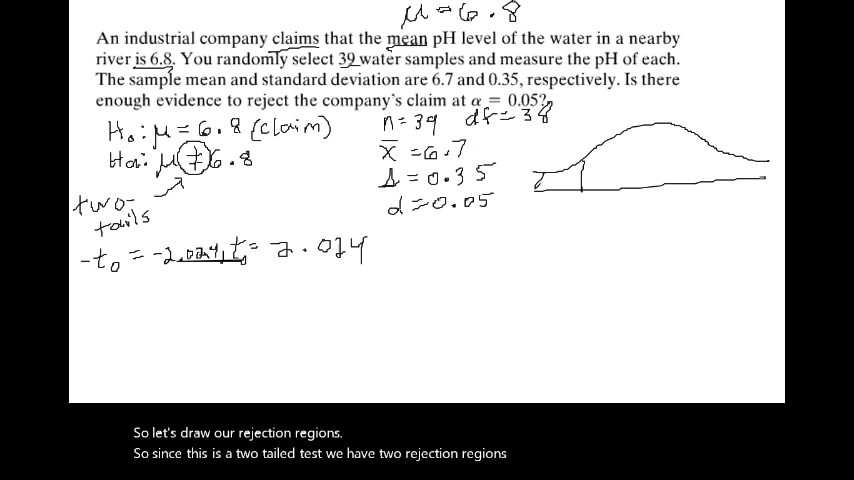 μ = 6.8
An industrial company claims that the mean pH level of the water in a nearby
river is 6.8. You randomly select 39 water samples and measure the pH of each.
The sample mean and standard deviation are 6.7 and 0.35, respectively. Is there
enough evidence to reject the company's claim at α = 0.05?
H₀: μ = 6.8 (claim)
Ha: μ ≠ 6.8
two-
tails
n = 39 df = 38
x̄ = 6.7
s = 0.35
α = 0.05
-t₀ = -2.024, t₀ = 2.024
So let's draw our rejection regions.
So since this is a two tailed test we have two rejection regions